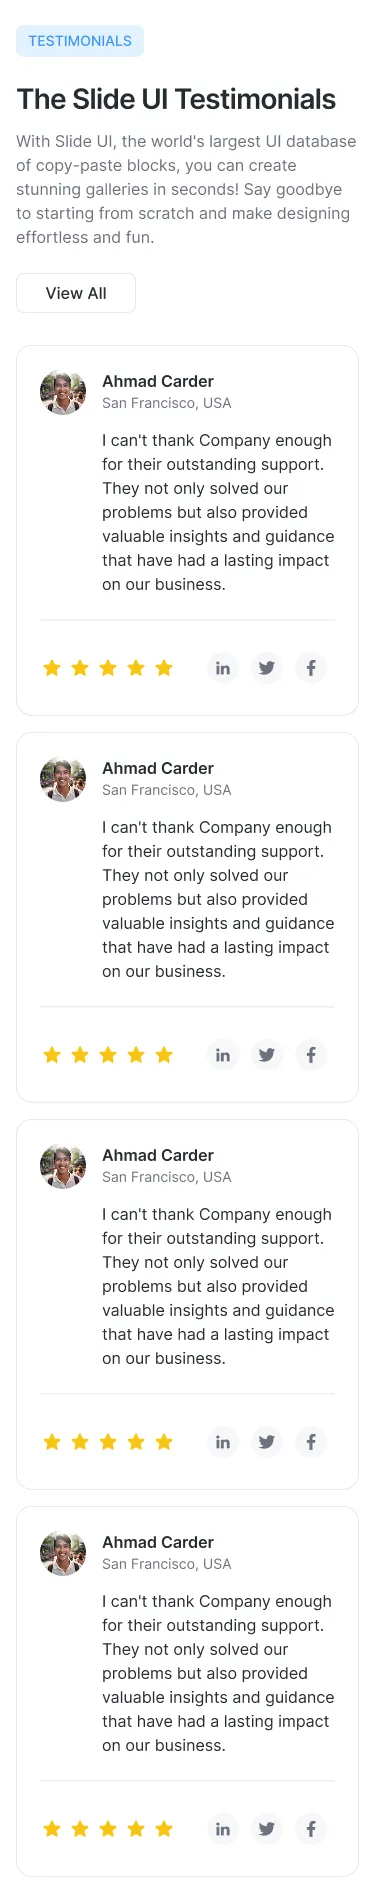 TESTIMONIALS
The Slide UI Testimonials
With Slide UI, the world's largest UI database
of copy-paste blocks, you can create
stunning galleries in seconds! Say goodbye
to starting from scratch and make designing
effortless and fun.
View All
Ahmad Carder
San Francisco, USA
I can't thank Company enough
for their outstanding support.
They not only solved our
problems but also provided
valuable insights and guidance
that have had a lasting impact
on our business.
in
f
Ahmad Carder
San Francisco, USA
I can't thank Company enough
for their outstanding support.
They not only solved our
problems but also provided
valuable insights and guidance
that have had a lasting impact
on our business.
in
f
Ahmad Carder
San Francisco, USA
I can't thank Company enough
for their outstanding support.
They not only solved our
problems but also provided
valuable insights and guidance
that have had a lasting impact
on our business.
in
f
Ahmad Carder
San Francisco, USA
I can't thank Company enough
for their outstanding support.
They not only solved our
problems but also provided
valuable insights and guidance
that have had a lasting impact
on our business.
in
f